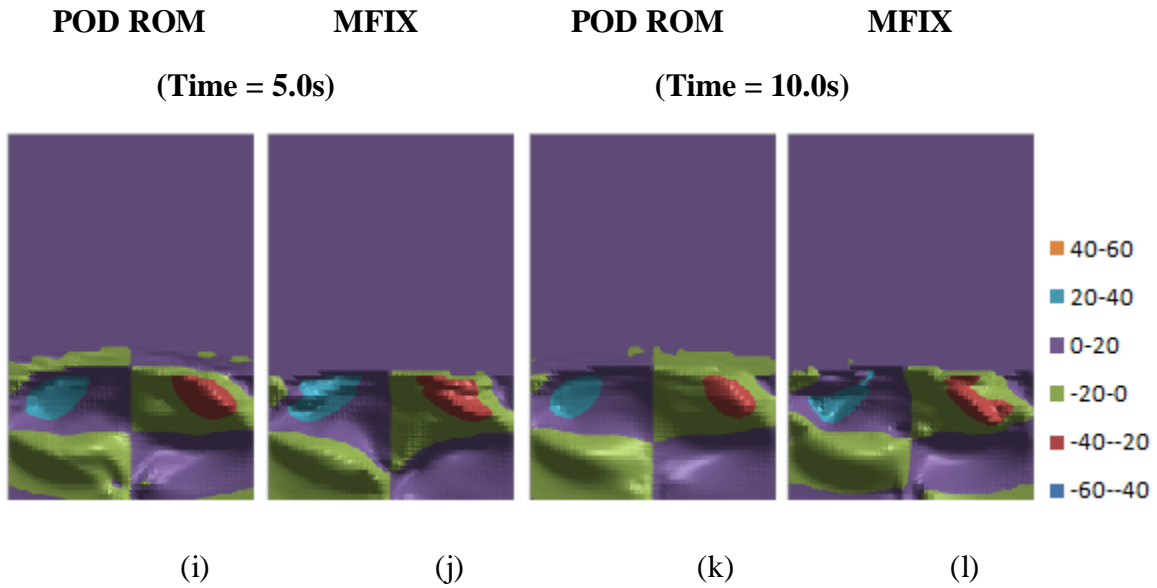 POD ROM MFIX POD ROM MFIX
(Time = 5.0s) (Time = 10.0s)
40-60
20-40
0-20
-20-0
-40--20
-60--40
(i) (j) (k) (l)